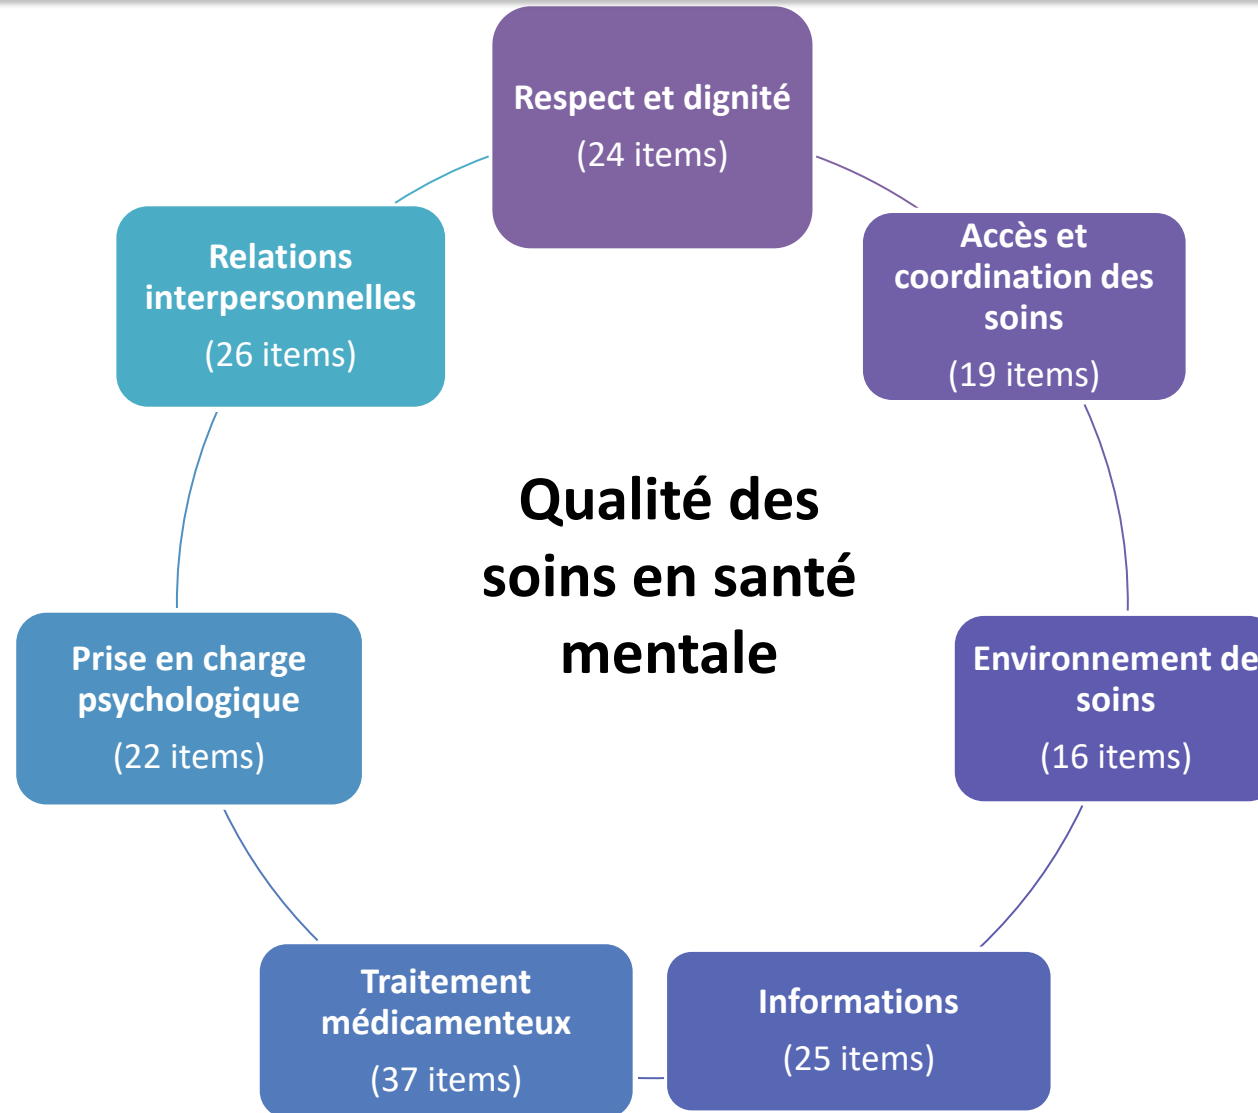 Respect et dignité
(24 items)
Accès et
coordination des
soins
(19 items)
Environnement de
soins
(16 items)
Informations
(25 items)
Traitement
médicamenteux
(37 items)
Prise en charge
psychologique
(22 items)
Relations
interpersonnelles
(26 items)
Qualité des
soins en santé
mentale